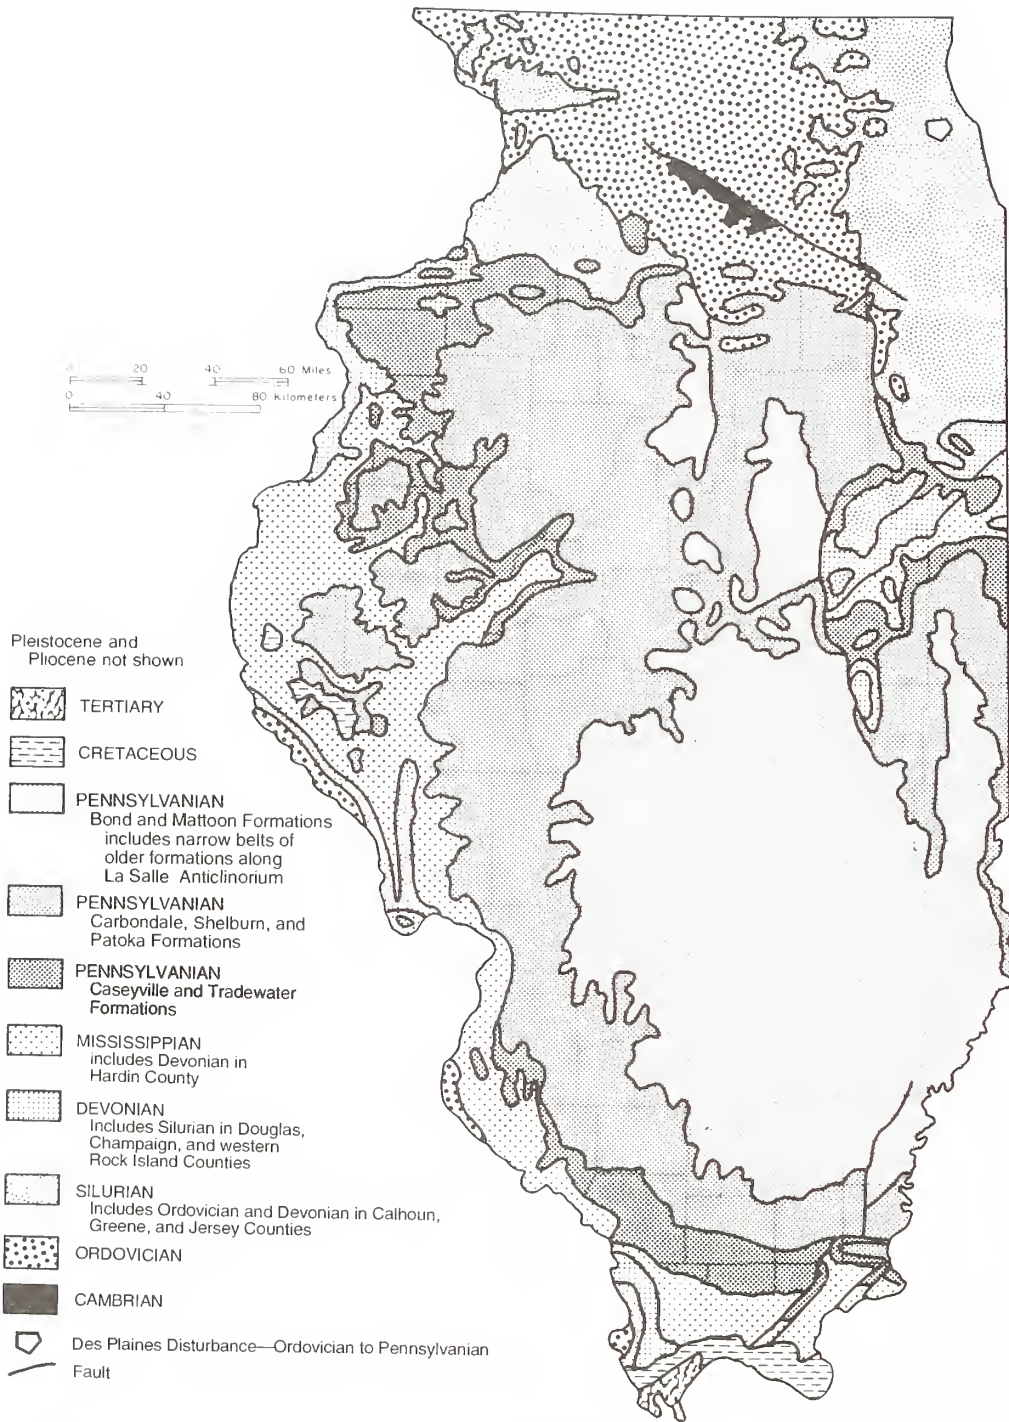 0 20 40 60 Miles
0 40 80 Kilometers
Pleistocene and
Pliocene not shown
TERTIARY
CRETACEOUS
PENNSYLVANIAN
Bond and Mattoon Formations
includes narrow belts of
older formations along
La Salle Anticlinorium
PENNSYLVANIAN
Carbondale, Shelburn, and
Patoka Formations
PENNSYLVANIAN
Caseyville and Tradewater
Formations
MISSISSIPPIAN
includes Devonian in
Hardin County
DEVONIAN
Includes Silurian in Douglas,
Champaign, and western
Rock Island Counties
SILURIAN
Includes Ordovician and Devonian in Calhoun,
Greene, and Jersey Counties
ORDOVICIAN
CAMBRIAN
Des Plaines Disturbance—Ordovician to Pennsylvanian
Fault